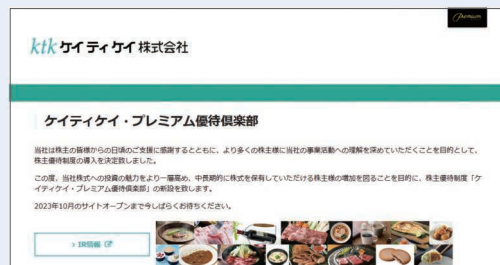 Premium
ktk ケイティケイ 株式会社
ケイティケイ・プレミアム優待倶楽部
当社は株主の皆様からの日頃のご支援に感謝するとともに、より多くの株主様に当社の事業活動への理解を深めていただくことを目的として、
株主優待制度の導入を決定致しました。
この度、当社株式への投資の魅力をより一層高め、中長期的に株式を保有していただける株主様の増加を図ることを目的に、株主優待制度「ケ
イティケイ・プレミアム優待倶楽部」の新設を致します。
2023年10月のサイトオープンまで今しばらくお待ちください。
> IR情報